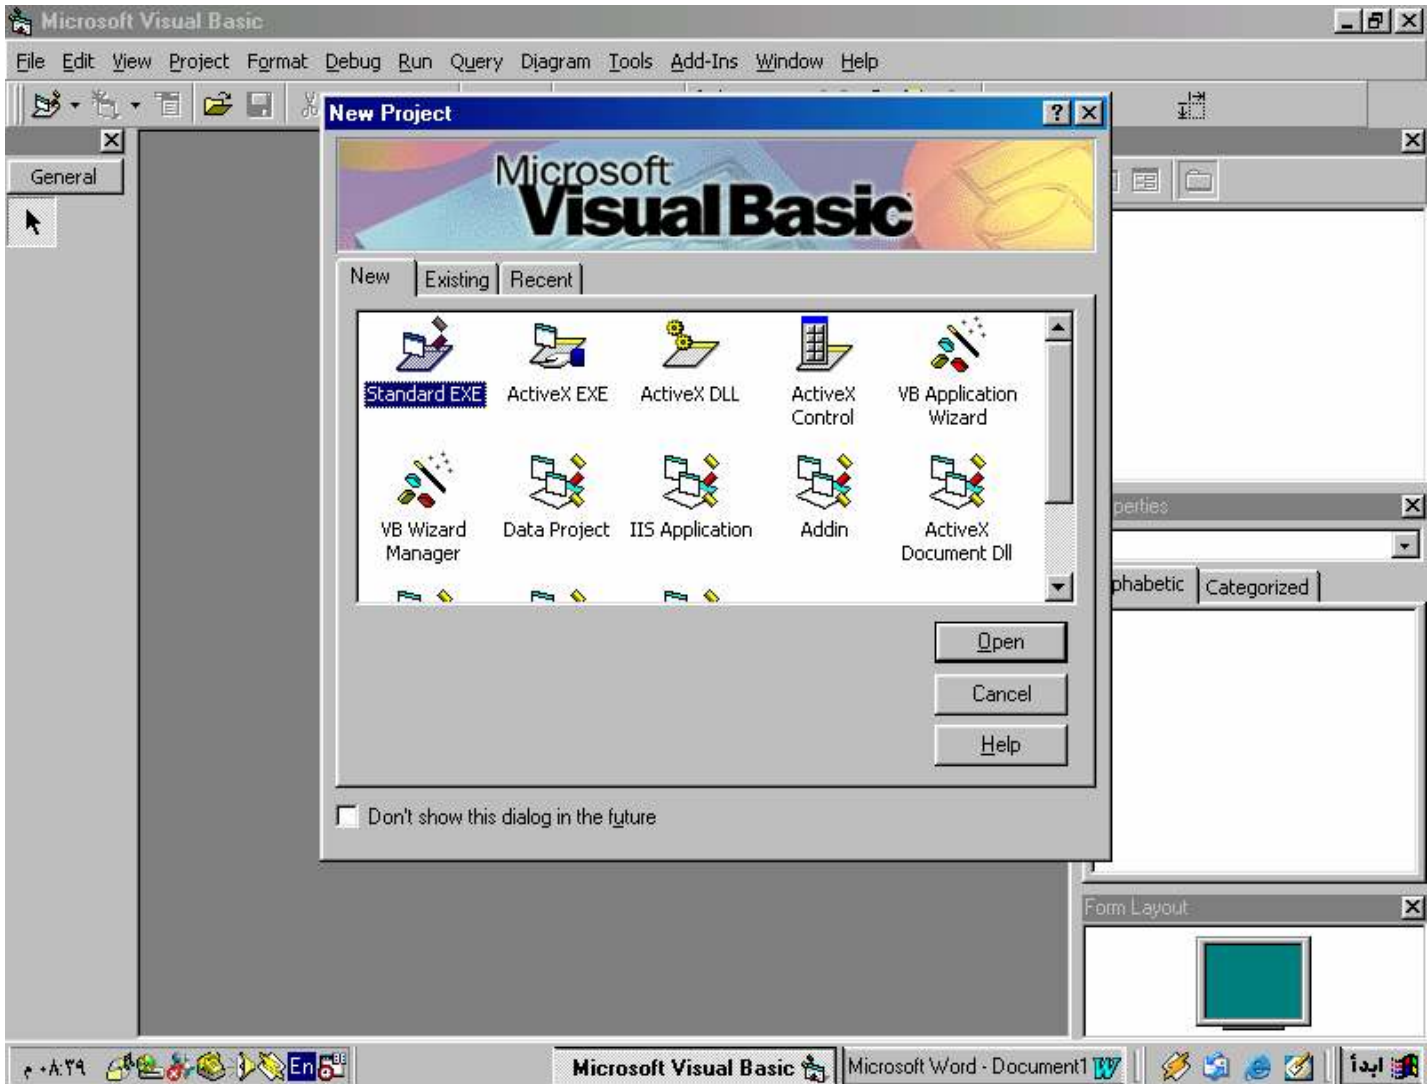 Microsoft Visual Basic
File Edit View Project Format Debug Run Query Diagram Tools Add-Ins Window Help
General
New Project
Microsoft
Visual Basic
New Existing Recent
Standard EXE
ActiveX EXE
ActiveX DLL
ActiveX
Control
VB Application
Wizard
VB Wizard
Manager
Data Project
IIS Application
Addin
ActiveX
Document Dll
Open
Cancel
Help
Don't show this dialog in the future
perties
phabetic Categorized
Form Layout
٠٨:٣٩ م
En
Microsoft Visual Basic
Microsoft Word - Document1
ابدأ